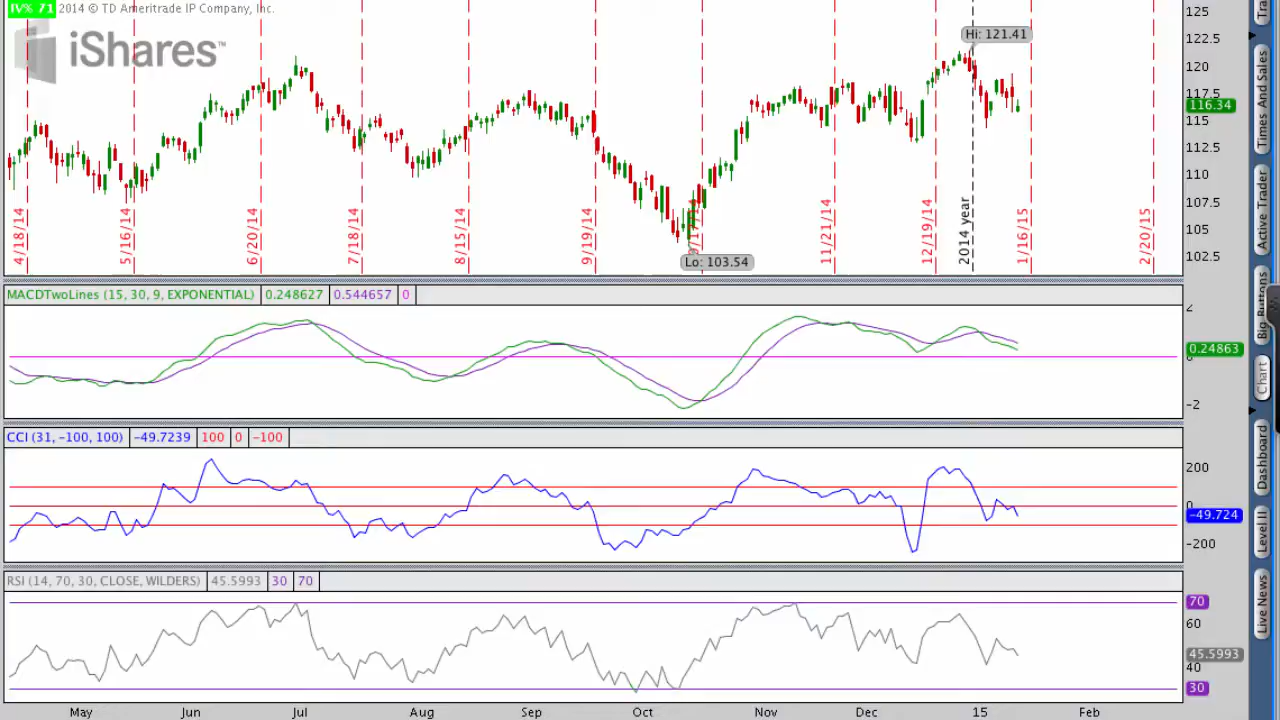 IV% 71 2014 © TD Ameritrade IP Company, Inc.
iShares™
Hi: 121.41
Lo: 103.54
4/18/14
5/16/14
6/20/14
7/18/14
8/15/14
9/19/14
11/21/14
12/19/14
2014 year
1/16/15
2/20/15
125
122.5
120
117.5
116.34
115
112.5
110
107.5
105
102.5
MACDTwoLines (15, 30, 9, EXPONENTIAL) 0.248627 0.544657 0
2
0.24863
-2
CCI (31, -100, 100) -49.7239 100 0 -100
200
0
-49.724
-200
RSI (14, 70, 30, CLOSE, WILDERS) 45.5993 30 70
70
60
45.5993
40
30
May Jun Jul Aug Sep Oct Nov Dec 15 Feb
Times And Sales
Active Trader
Big Buttons
Chart
Dashboard
Level II
Live News